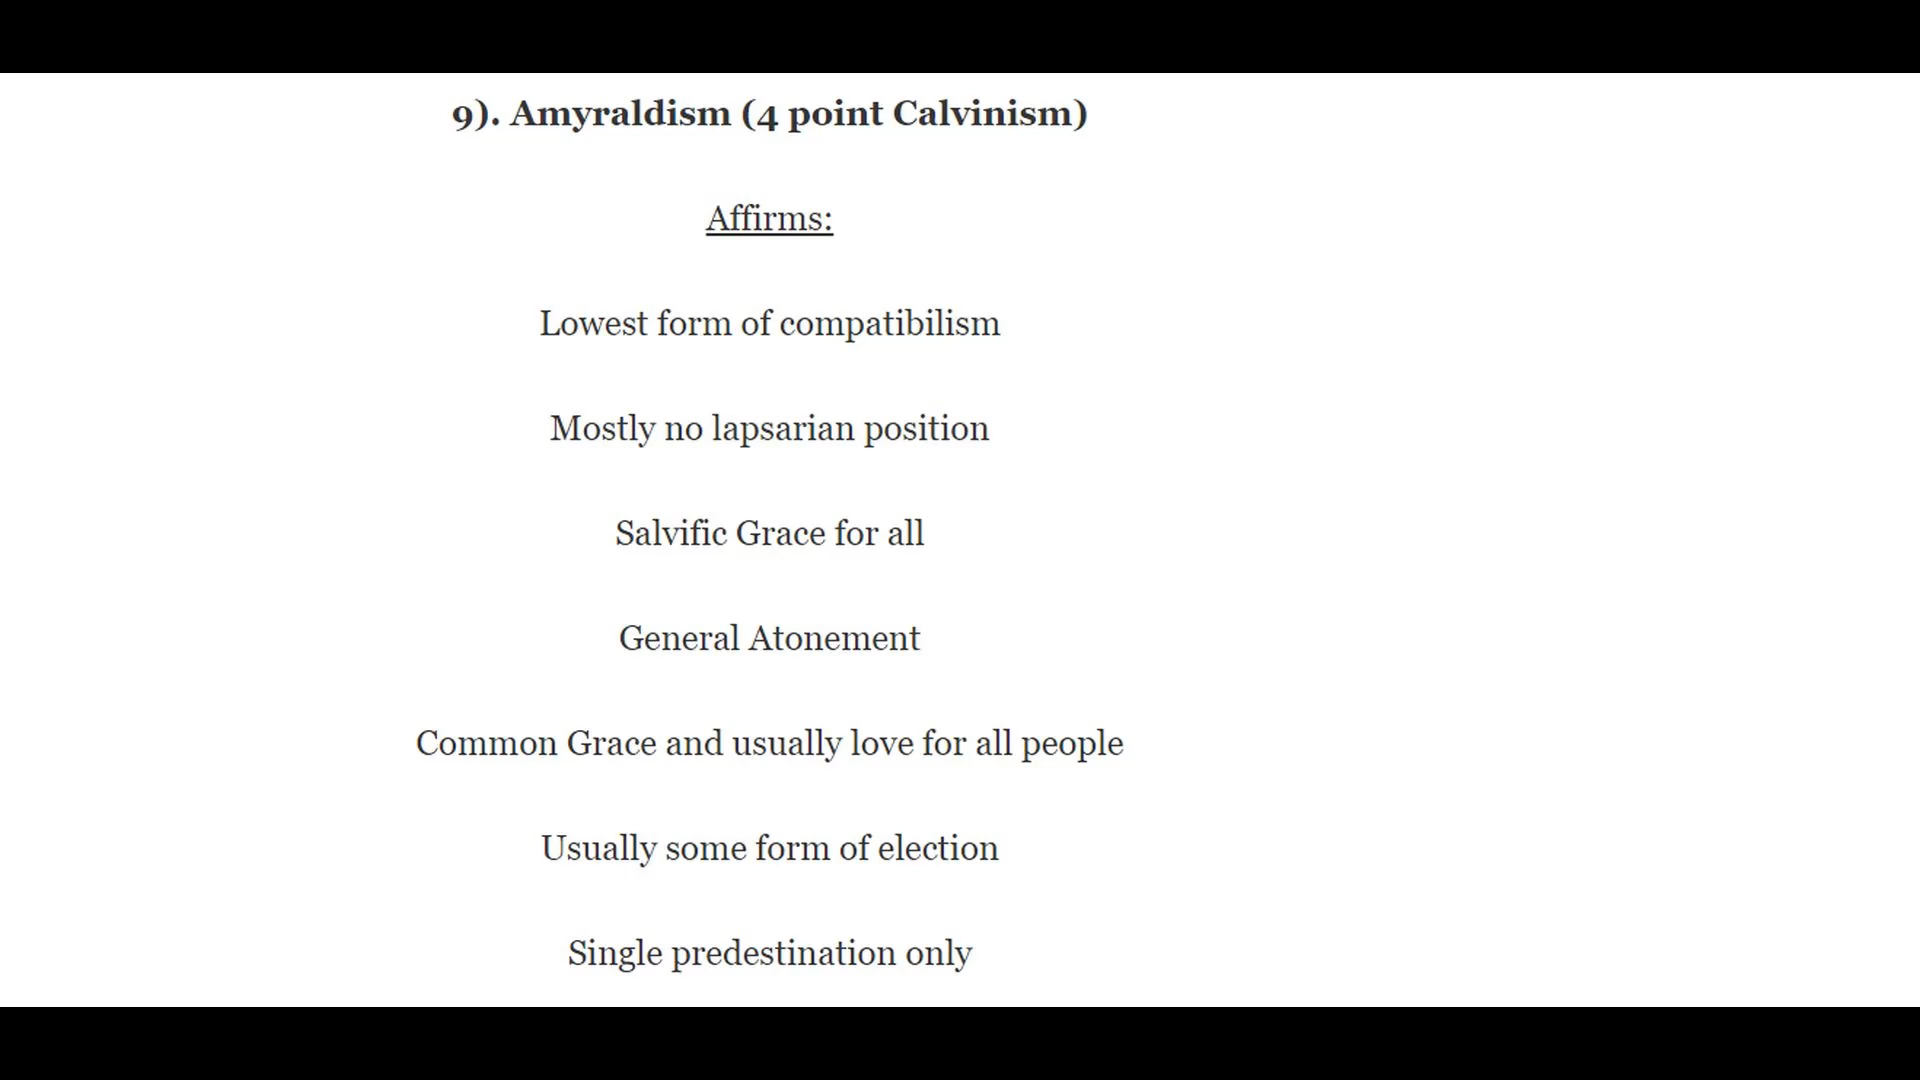 9). Amyraldism (4 point Calvinism)
Affirms:
Lowest form of compatibilism
Mostly no lapsarian position
Salvific Grace for all
General Atonement
Common Grace and usually love for all people
Usually some form of election
Single predestination only